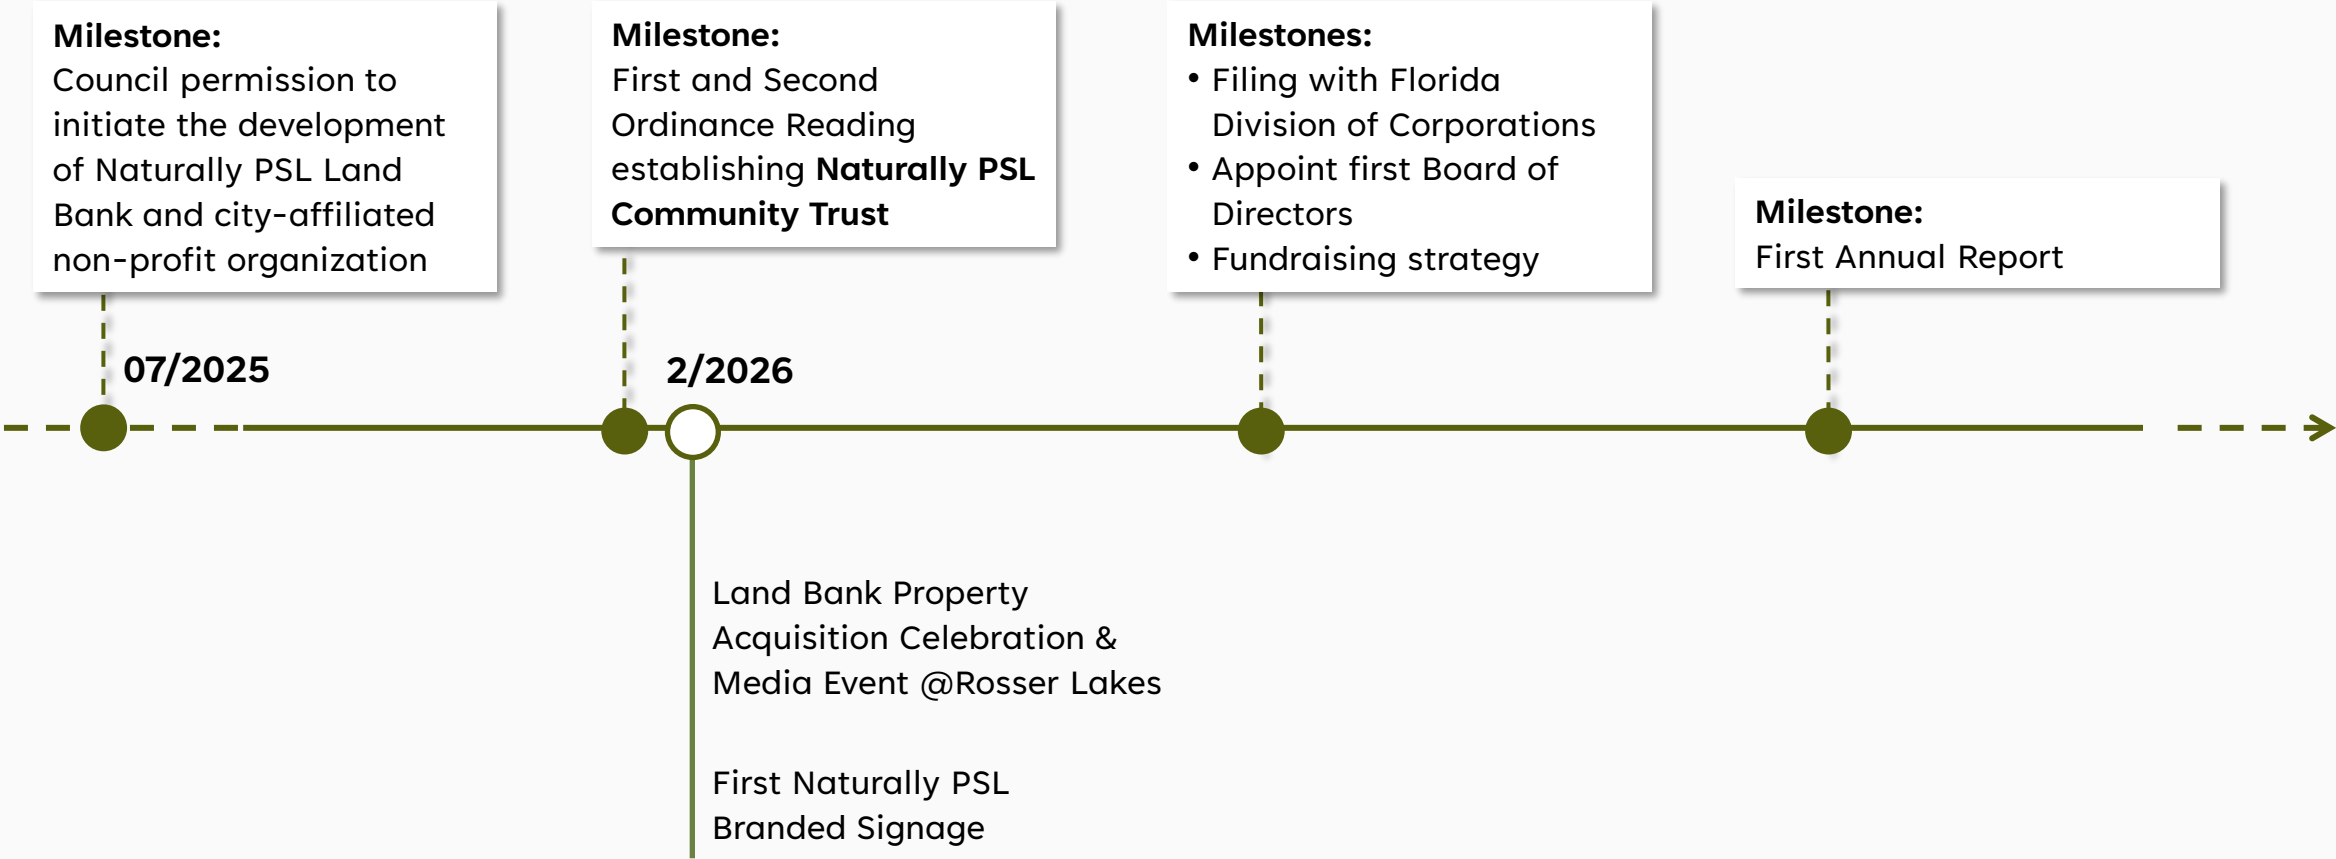 Milestone:
Council permission to
initiate the development
of Naturally PSL Land
Bank and city-affiliated
non-profit organization
07/2025
Milestone:
First and Second
Ordinance Reading
establishing Naturally PSL
Community Trust
2/2026
Milestones:
• Filing with Florida
Division of Corporations
• Appoint first Board of
Directors
• Fundraising strategy
Milestone:
First Annual Report
Land Bank Property
Acquisition Celebration &
Media Event @Rosser Lakes
First Naturally PSL
Branded Signage